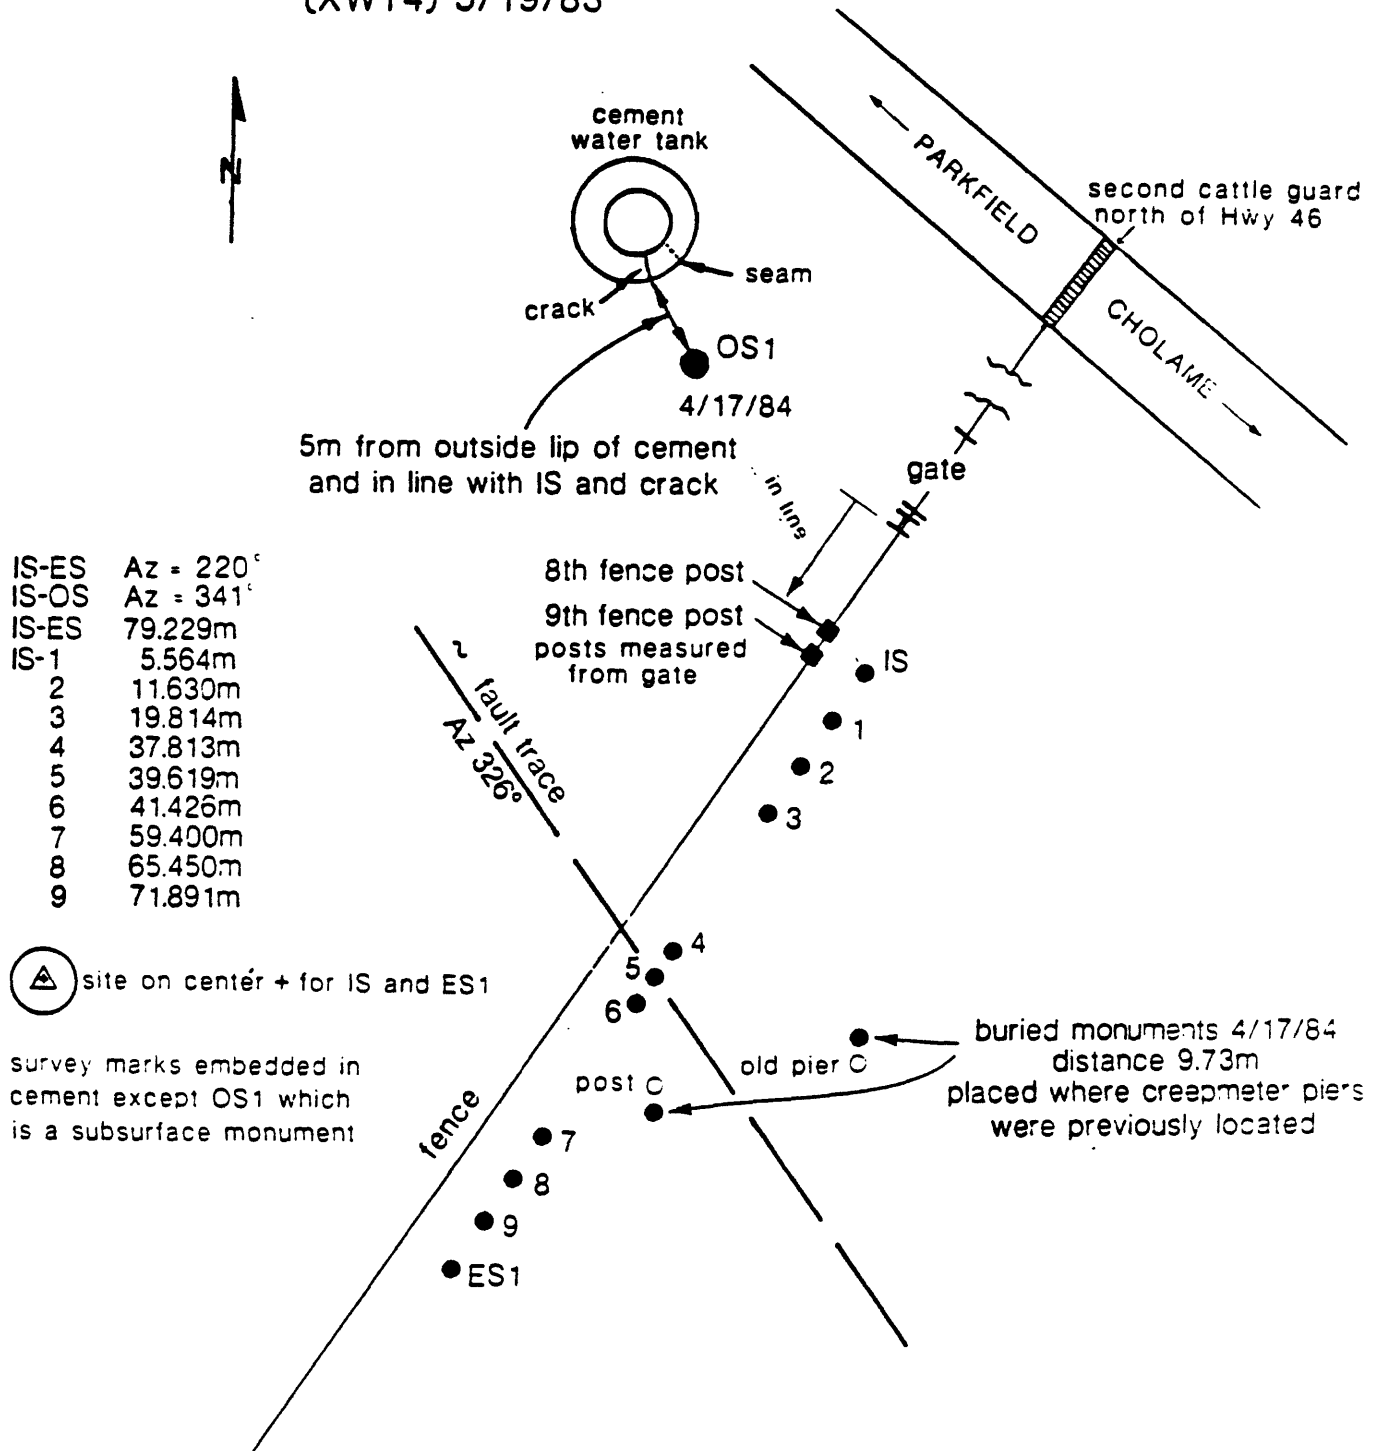 (XW14) 5/19/83
N
cement
water tank
PARKFIELD
second cattle guard
north of Hwy 46
seam
crack
CHOLAME
OS1
4/17/84
5m from outside lip of cement
and in line with IS and crack
in line
gate
IS-ES Az = 220°
IS-OS Az = 341°
IS-ES 79.229m
IS-1 5.564m
2 11.630m
3 19.814m
4 37.813m
5 39.619m
6 41.426m
7 59.400m
8 65.450m
9 71.891m
8th fence post
9th fence post
posts measured
from gate
IS
1
2
3
~ fault trace
Az 326°
4
5
6
site on center + for IS and ES1
survey marks embedded in
cement except OS1 which
is a subsurface monument
old pier
post
buried monuments 4/17/84
distance 9.73m
placed where creepmeter piers
were previously located
fence
7
8
9
ES1